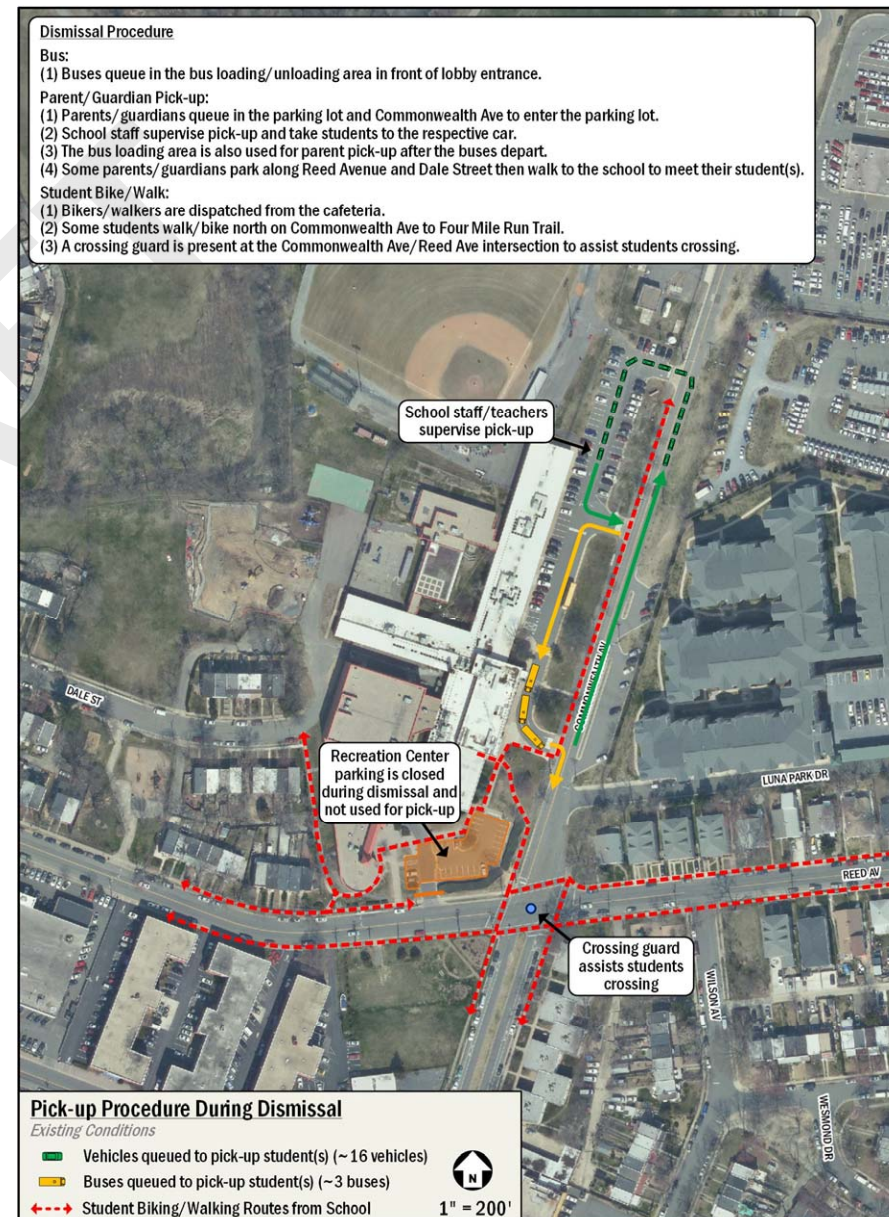 Dismissal Procedure
Bus:
(1) Buses queue in the bus loading/unloading area in front of lobby entrance.
Parent/Guardian Pick-up:
(1) Parents/guardians queue in the parking lot and Commonwealth Ave to enter the parking lot.
(2) School staff supervise pick-up and take students to the respective car.
(3) The bus loading area is also used for parent pick-up after the buses depart.
(4) Some parents/guardians park along Reed Avenue and Dale Street then walk to the school to meet their student(s).
Student Bike/Walk:
(1) Bikers/walkers are dispatched from the cafeteria.
(2) Some students walk/bike north on Commonwealth Ave to Four Mile Run Trail.
(3) A crossing guard is present at the Commonwealth Ave/Reed Ave intersection to assist students crossing.
School staff/teachers
supervise pick-up
COMMONWEALTH AV
DALE ST
Recreation Center
parking is closed
during dismissal and
not used for pick-up
LUNA PARK DR
REED AV
Crossing guard
assists students
crossing
WILSON AV
WESMOND DR
Pick-up Procedure During Dismissal
Existing Conditions
Vehicles queued to pick-up student(s) (~16 vehicles)
Buses queued to pick-up student(s) (~3 buses)
Student Biking/Walking Routes from School
N
1" = 200'